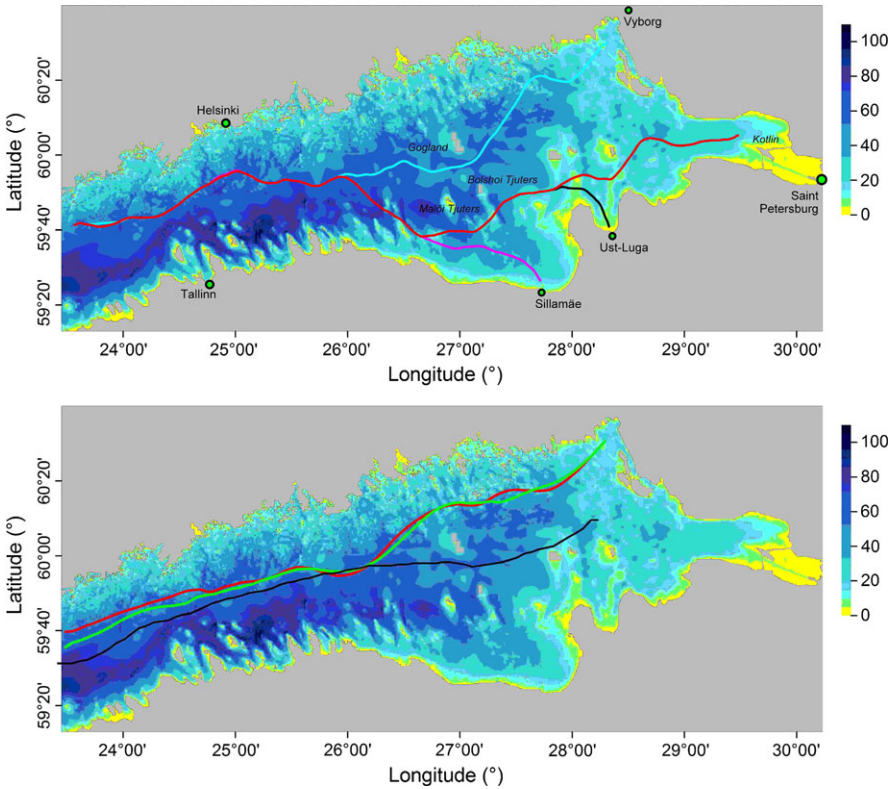 Vyborg
100
80
60
40
20
0
60°20'
60°00'
59°40'
59°20'
Latitude (°)
Helsinki
Gogland
Kotlin
Bolshoi Tjuters
Maloi Tjuters
Saint
Petersburg
Ust-Luga
Tallinn
Sillamäe
24°00' 25°00' 26°00' 27°00' 28°00' 29°00' 30°00'
Longitude (°)
100
80
60
40
20
0
60°20'
60°00'
59°40'
59°20'
Latitude (°)
24°00' 25°00' 26°00' 27°00' 28°00' 29°00' 30°00'
Longitude (°)